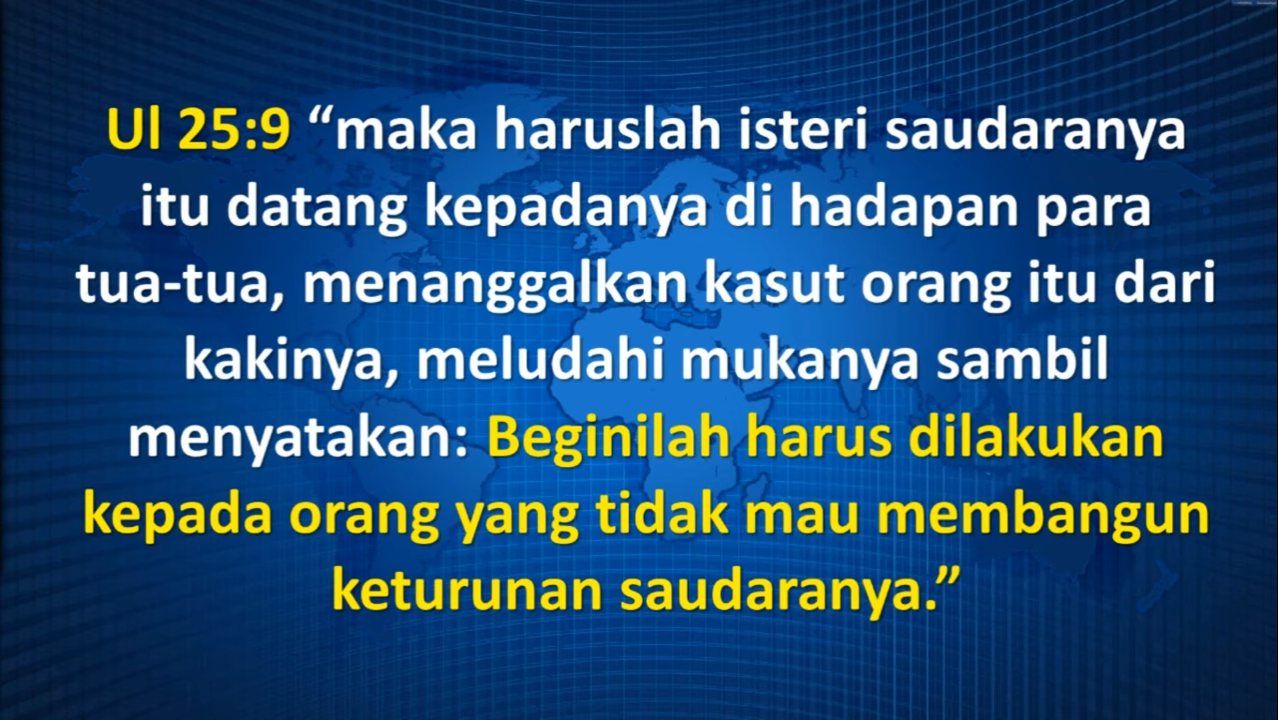 Ul 25:9 “maka haruslah isteri saudaranya
itu datang kepadanya di hadapan para
tua-tua, menanggalkan kasut orang itu dari
kakinya, meludahi mukanya sambil
menyatakan: Beginilah harus dilakukan
kepada orang yang tidak mau membangun
keturunan saudaranya.”